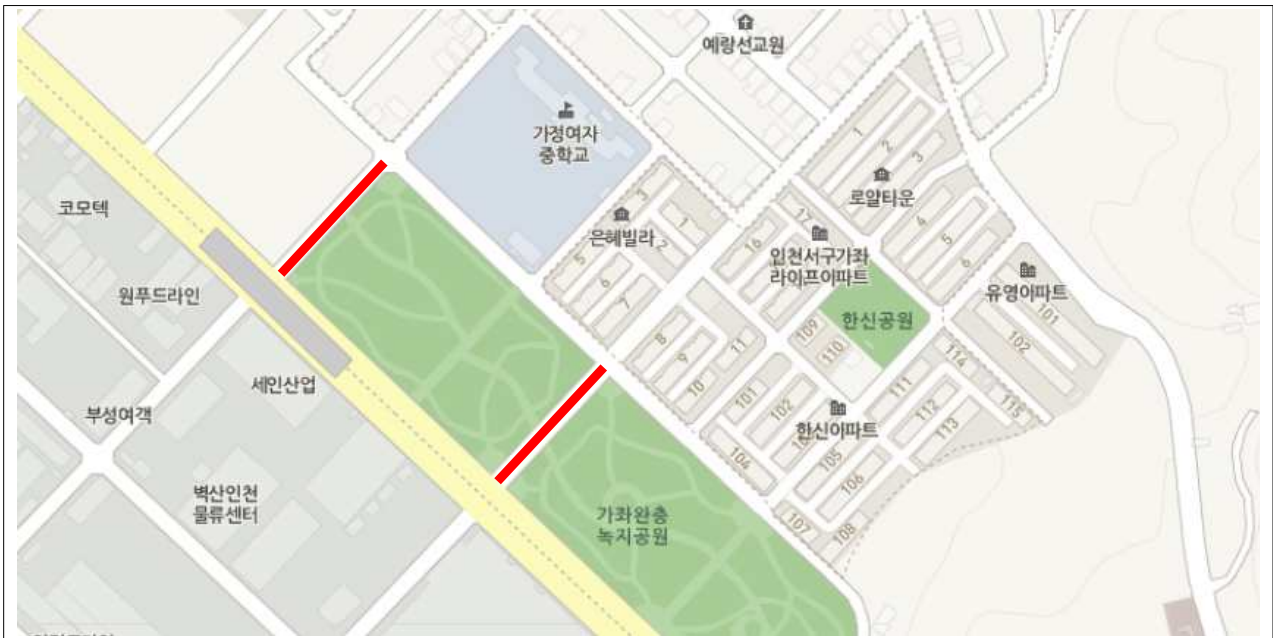 예랑선교원
가정여자
중학교
1
2
3
로얄타운
코모텍
3
1
은혜빌라
2
17
16
인천서구가좌
라이프아파트
4
5
6
유영아파트
101
102
원푸드라인
5
6
7
한신공원
109
110
8
9
10
11
세인산업
114
115
111
112
113
101
102
한신아파트
부성여객
104
105
106
107
108
벽산인천
물류센터
가좌완충
녹지공원